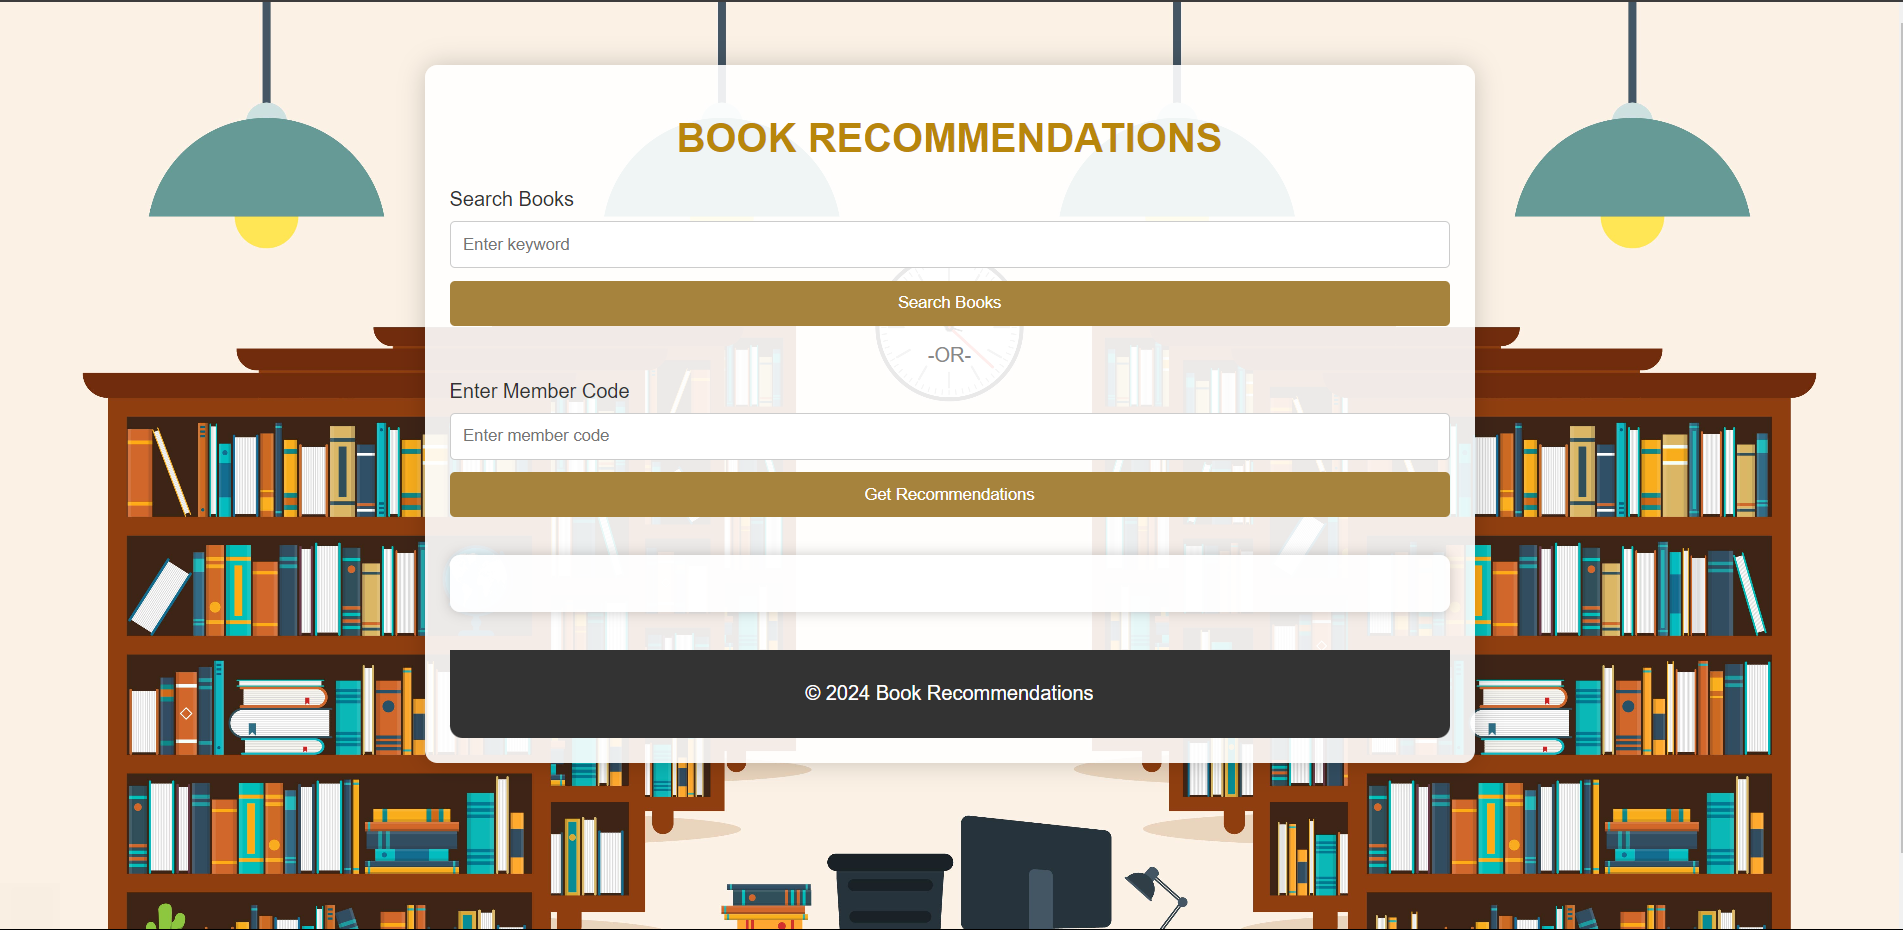 BOOK RECOMMENDATIONS
Search Books
Enter keyword
Search Books
-OR-
Enter Member Code
Enter member code
Get Recommendations
© 2024 Book Recommendations